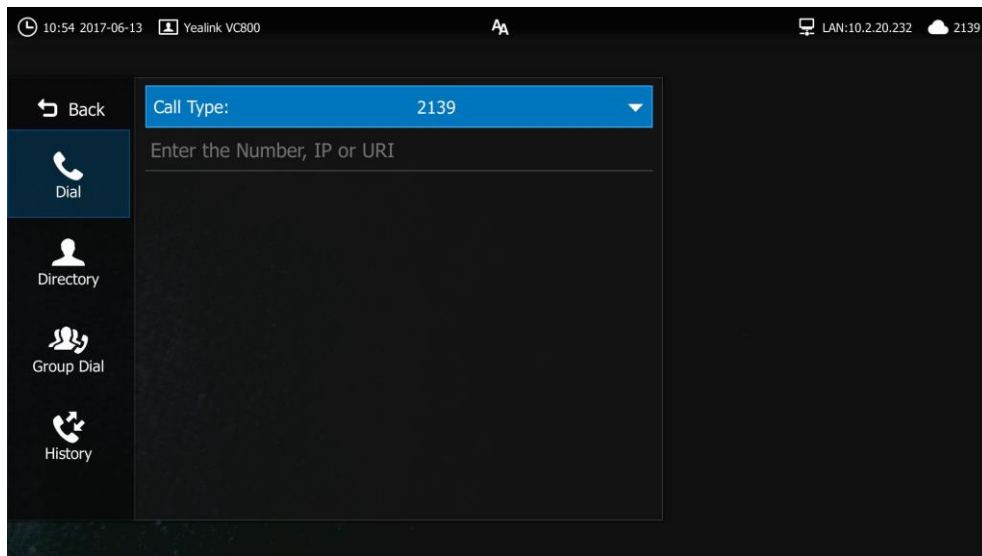 10:54 2017-06-13 Yealink VC800 AA LAN:10.2.20.232 2139
Back
Call Type: 2139
Enter the Number, IP or URI
Dial
Directory
Group Dial
History